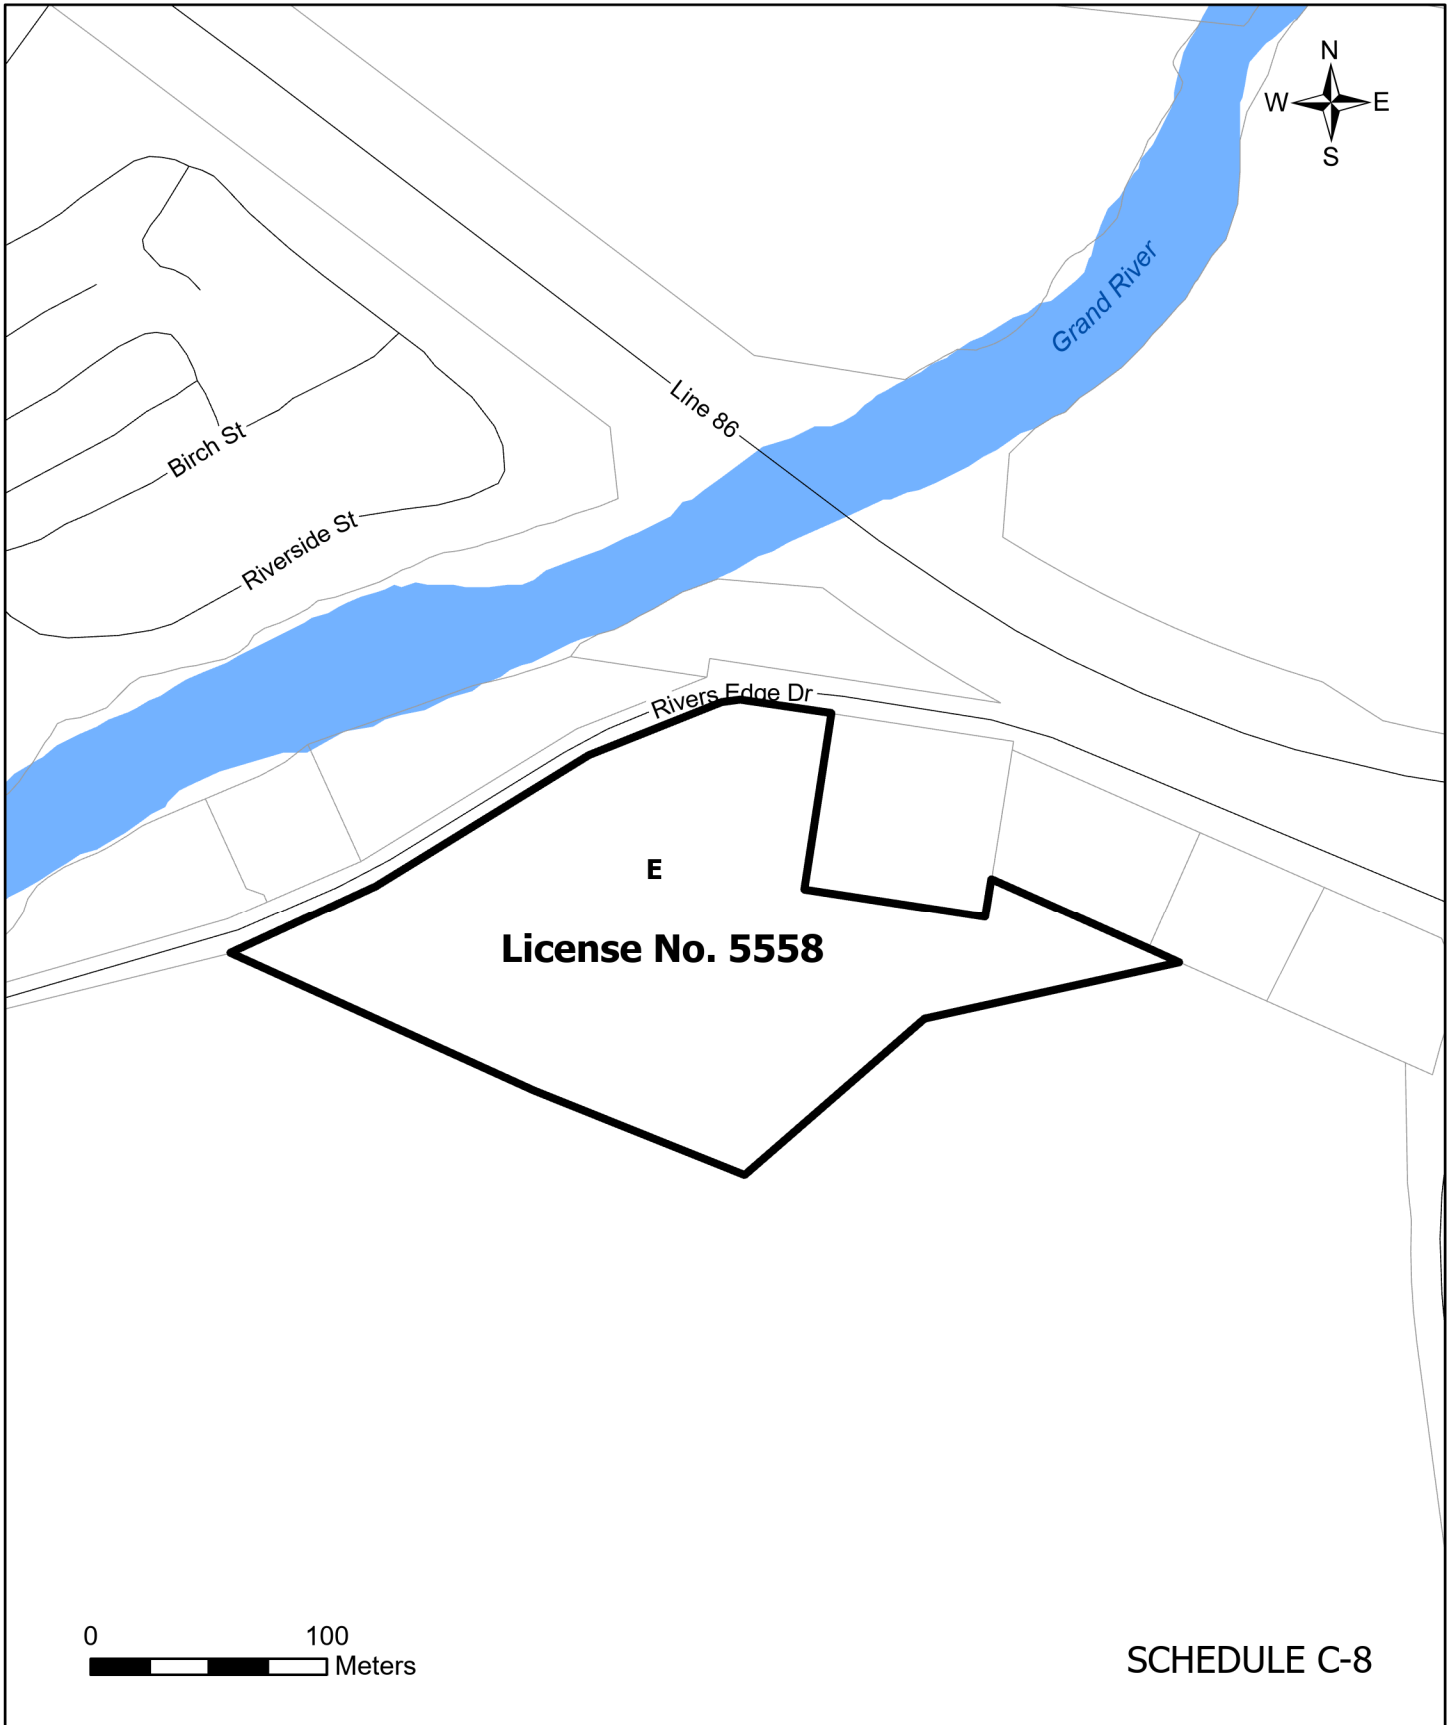 N
W E
S
Grand River
Line 86
Birch St
Riverside St
Rivers Edge Dr
E
License No. 5558
0 100
Meters
SCHEDULE C-8